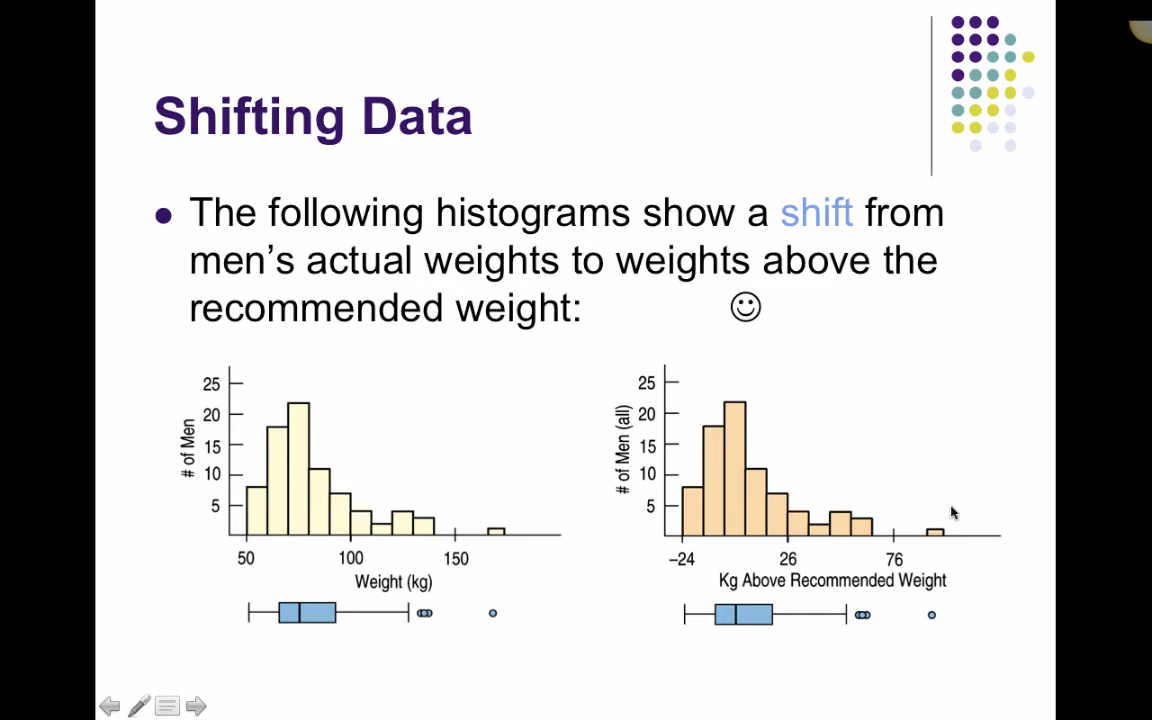 Shifting Data
The following histograms show a shift from
men's actual weights to weights above the
recommended weight:
25
20
15
10
5
# of Men
50
100
150
Weight (kg)
25
20
15
10
5
# of Men (all)
–24
26
76
Kg Above Recommended Weight